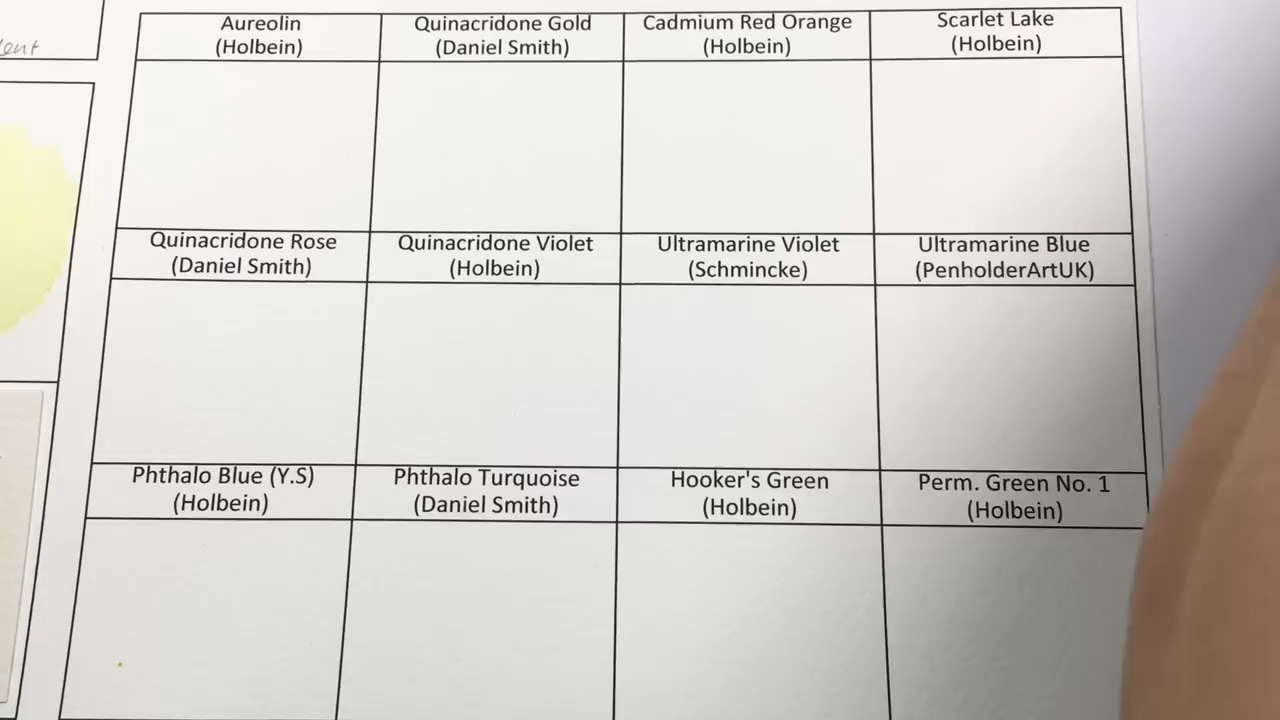 Aureolin
(Holbein)
Quinacridone Gold
(Daniel Smith)
Cadmium Red Orange
(Holbein)
Scarlet Lake
(Holbein)
Quinacridone Rose
(Daniel Smith)
Quinacridone Violet
(Holbein)
Ultramarine Violet
(Schmincke)
Ultramarine Blue
(PenholderArtUK)
Phthalo Blue (Y.S)
(Holbein)
Phthalo Turquoise
(Daniel Smith)
Hooker's Green
(Holbein)
Perm. Green No. 1
(Holbein)